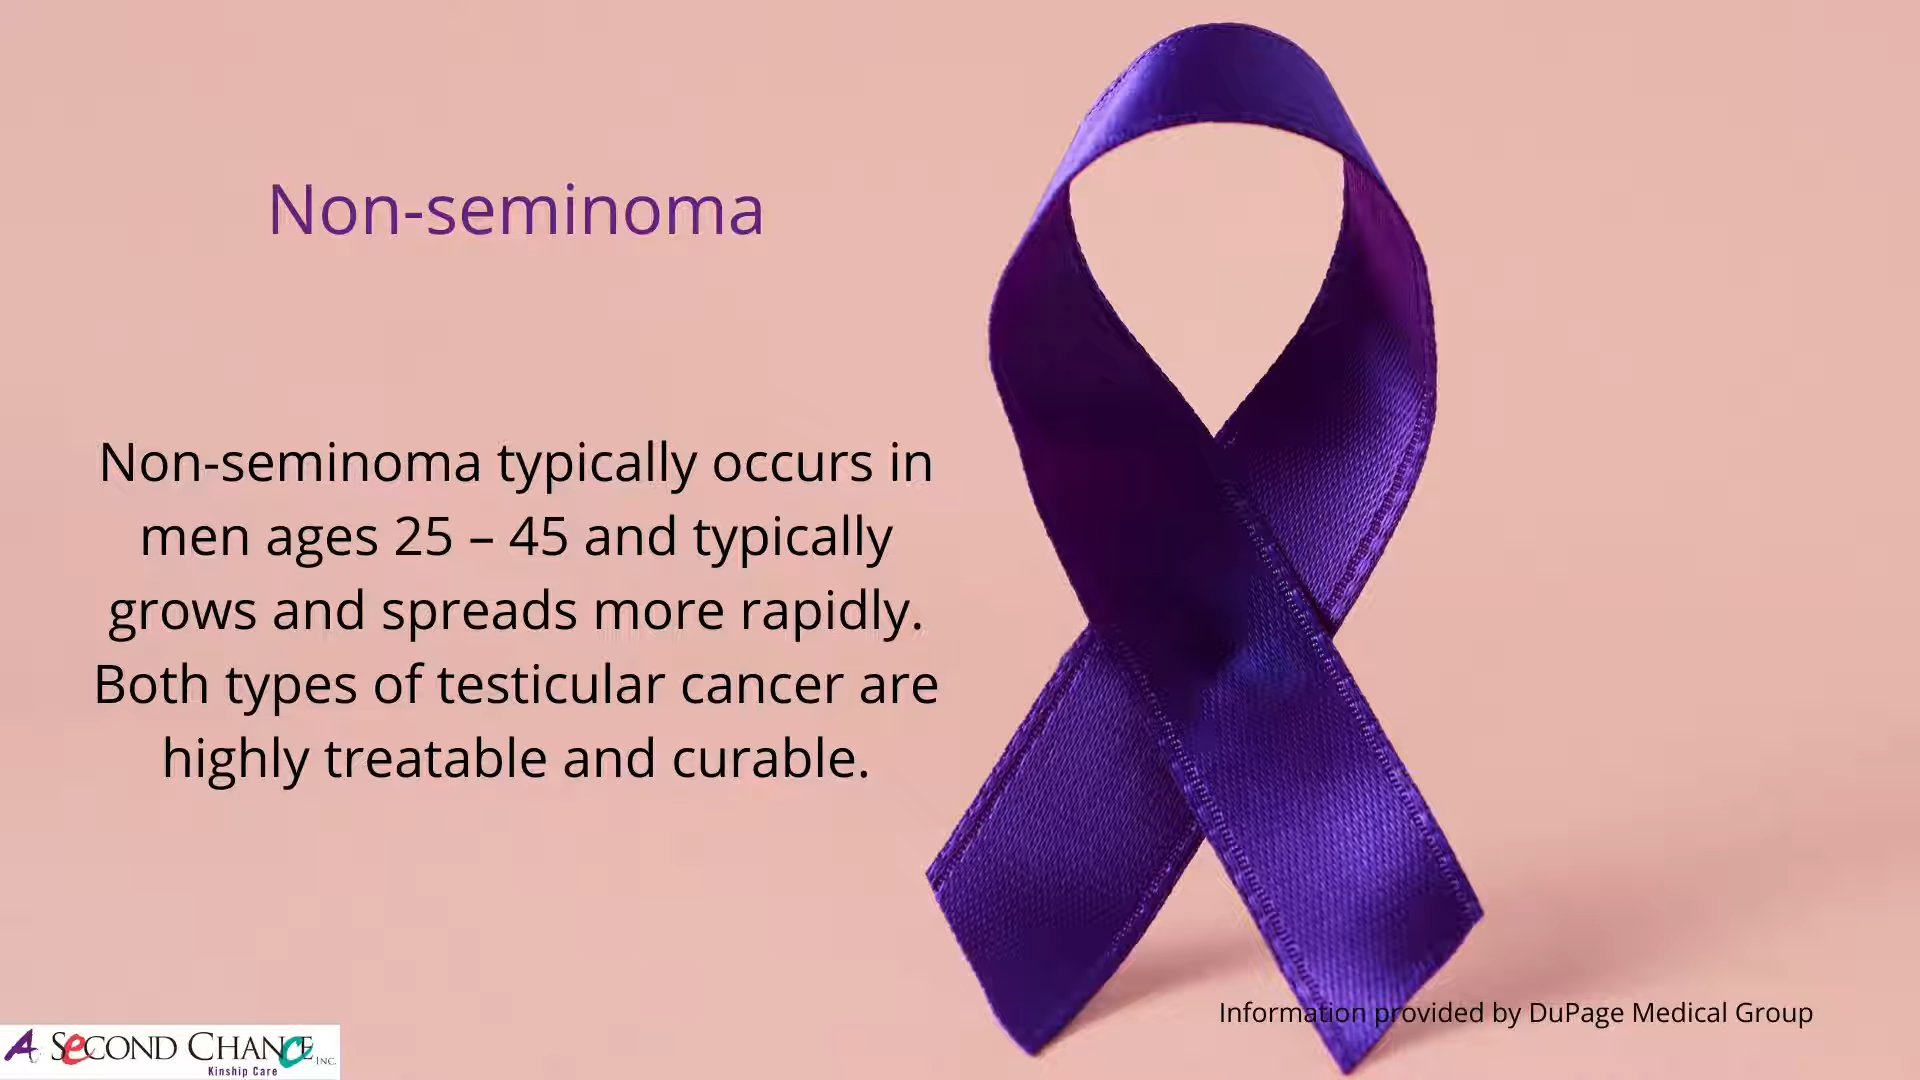 Non-seminoma
Non-seminoma typically occurs in
men ages 25 – 45 and typically
grows and spreads more rapidly.
Both types of testicular cancer are
highly treatable and curable.
Information provided by DuPage Medical Group
A SeCOND CHANCE INC.
Kinship Care